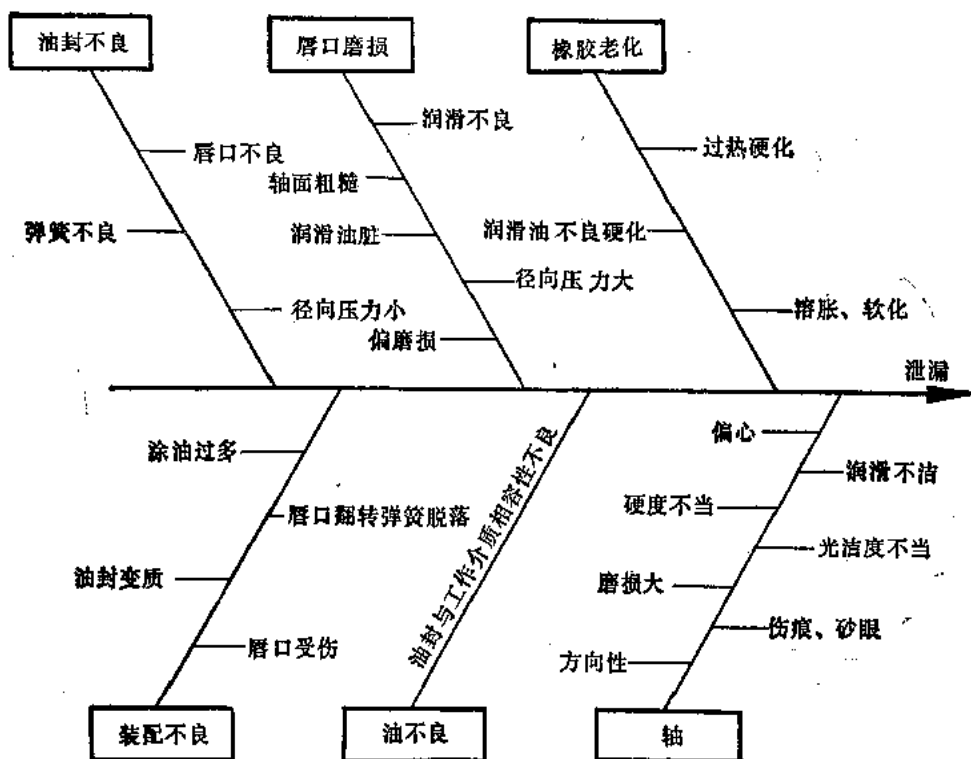 油封不良
唇口磨损
橡胶老化
润滑不良
唇口不良
过热硬化
轴面粗糙
弹簧不良
润滑油脏
润滑油不良硬化
径向压力大
径向压力小
溶胀、软化
偏磨损
泄漏
偏心
涂油过多
润滑不洁
油封与工作介质相容性不良
硬度不当
唇口翻转弹簧脱落
光洁度不当
油封变质
磨损大
伤痕、砂眼
唇口受伤
方向性
装配不良
油不良
轴